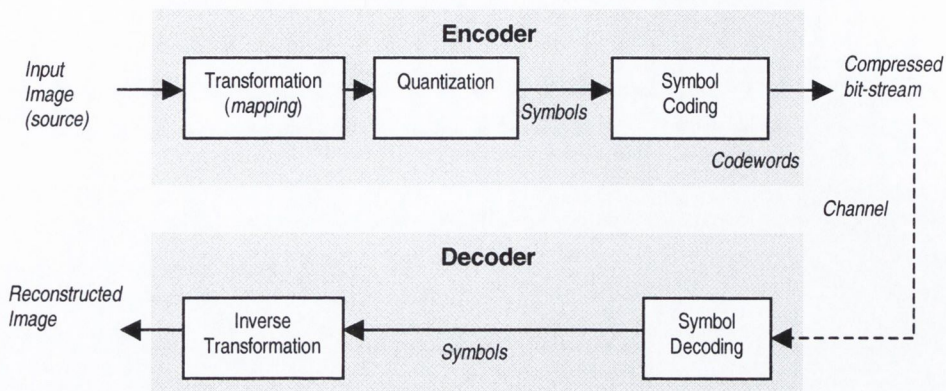 Encoder
Input
Image
(source)
Transformation
(mapping)
Quantization
Symbols
Symbol
Coding
Codewords
Compressed
bit-stream
Channel
Decoder
Reconstructed
Image
Inverse
Transformation
Symbols
Symbol
Decoding